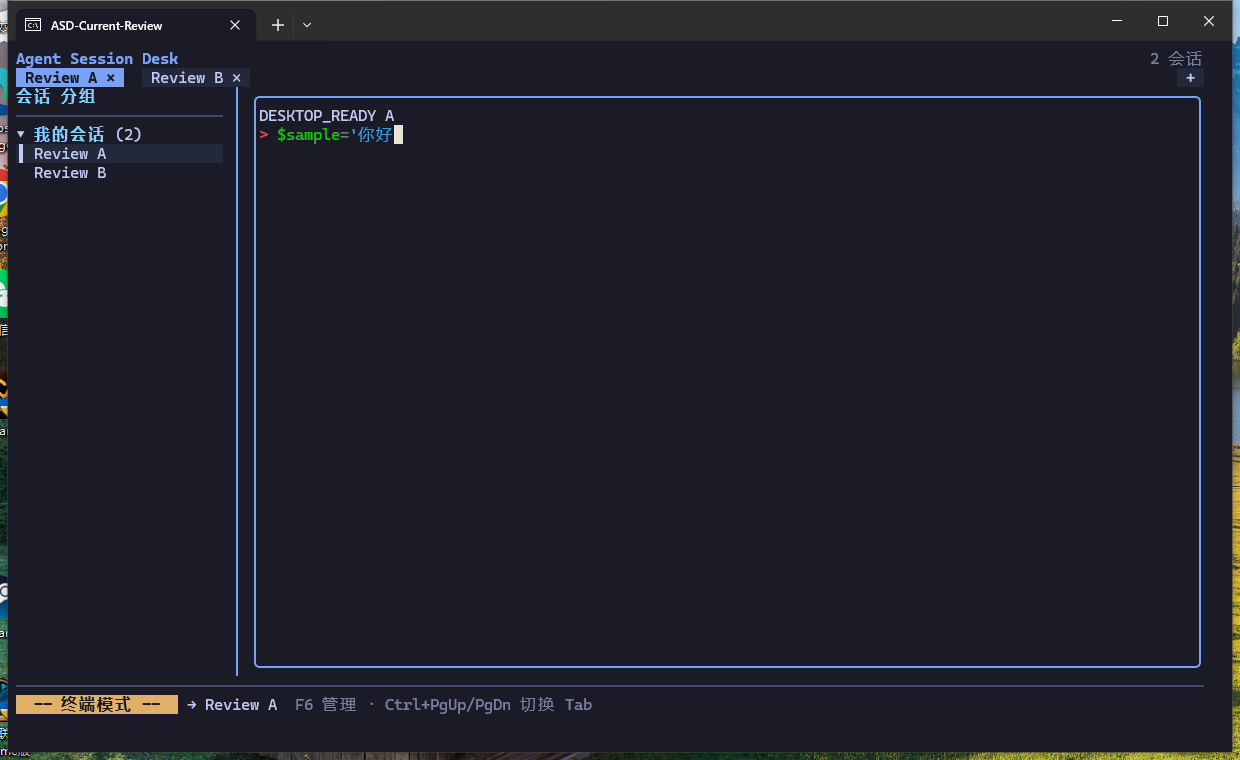 ASD-Current-Review
Agent Session Desk 2 会话
Review A × Review B × +
会话 分组
▼ 我的会话 (2)
Review A
Review B
DESKTOP_READY A
> $sample='你好
-- 终端模式 -- → Review A F6 管理 · Ctrl+PgUp/PgDn 切换 Tab